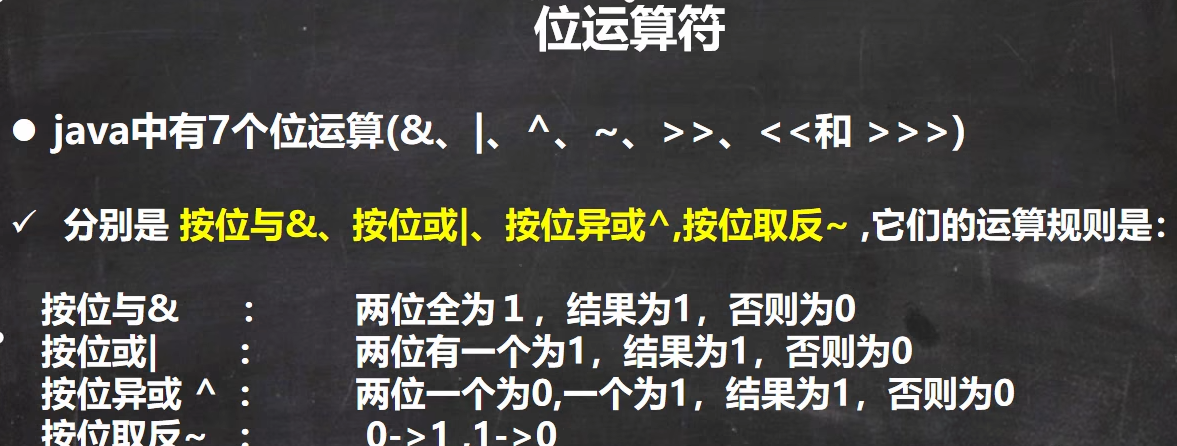 位运算符
● java中有7个位运算(&、|、^、~、>>、<<和 >>>)
✓ 分别是 按位与&、按位或|、按位异或^,按位取反~ ,它们的运算规则是：
按位与& ： 两位全为１，结果为1，否则为0
按位或| ： 两位有一个为1，结果为1，否则为0
按位异或 ^ ： 两位一个为0,一个为1，结果为1，否则为0
按位取反~ ： 0->1 ,1->0